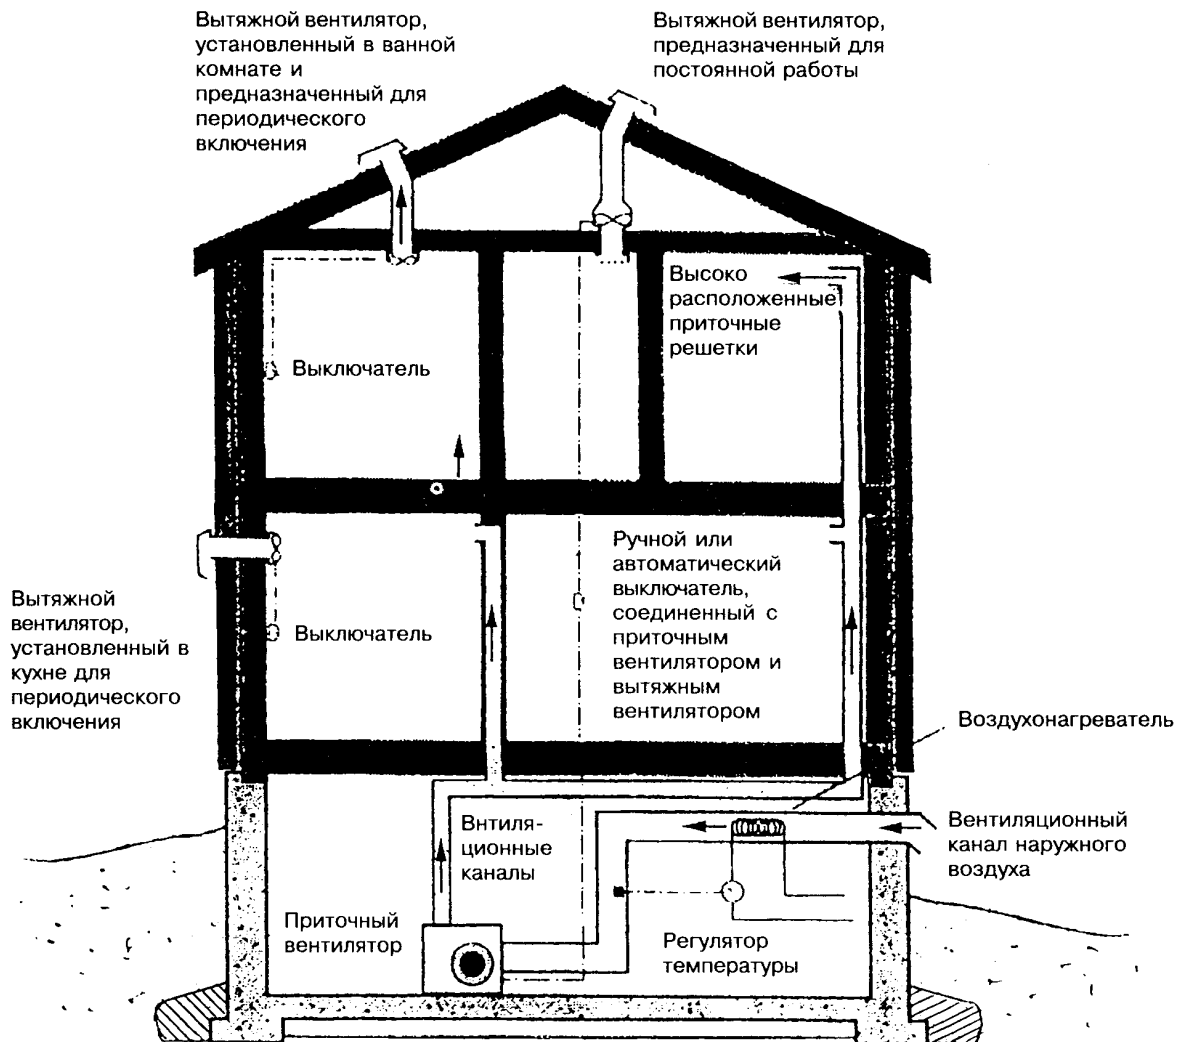 Вытяжной вентилятор,
установленный в ванной
комнате и
предназначенный для
периодического
включения
Вытяжной вентилятор,
предназначенный для
постоянной работы
Высоко
расположенные
приточные
решетки
Выключатель
Ручной или
автоматический
выключатель,
соединенный с
приточным
вентилятором и
вытяжным
вентилятором
Вытяжной
вентилятор,
установленный в
кухне для
периодического
включения
Выключатель
Воздухонагреватель
Внтиля-
ционные
каналы
Вентиляционный
канал наружного
воздуха
Приточный
вентилятор
Регулятор
температуры